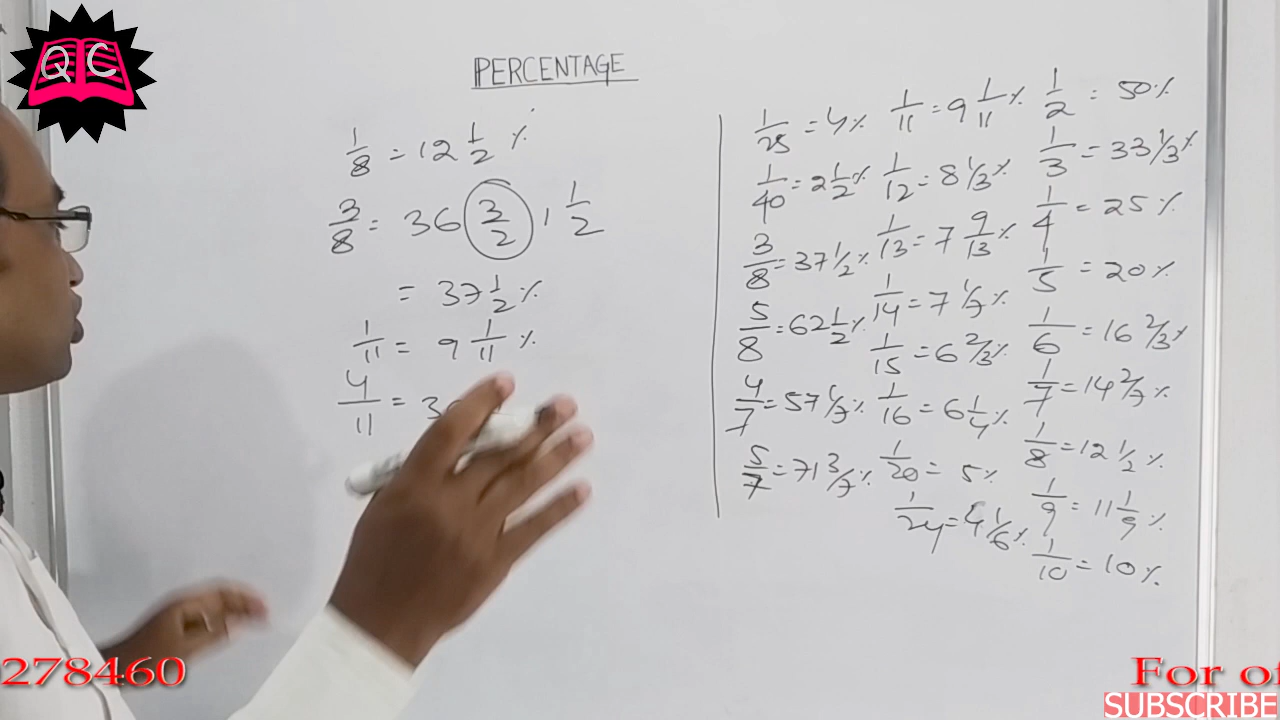 QC
PERCENTAGE
1/8 = 12 1/2 %
3/8 = 36 3/2, 1 1/2
= 37 1/2 %
1/11 = 9 1/11 %
4/11 = 36
1/25 = 4%
1/40 = 2 1/2 %
3/8 = 37 1/2 %
5/8 = 62 1/2 %
4/7 = 57 1/7 %
5/7 = 71 3/7 %
1/11 = 9 1/11 %
1/12 = 8 1/3 %
1/13 = 7 9/13 %
1/14 = 7 1/7 %
1/15 = 6 2/3 %
1/16 = 6 1/4 %
1/20 = 5%
1/24 = 4 1/6 %
1/2 = 50%
1/3 = 33 1/3 %
1/4 = 25%
1/5 = 20%
1/6 = 16 2/3 %
1/7 = 14 2/7 %
1/8 = 12 1/2 %
1/9 = 11 1/9 %
1/10 = 10%
278460
For of
SUBSCRIBE